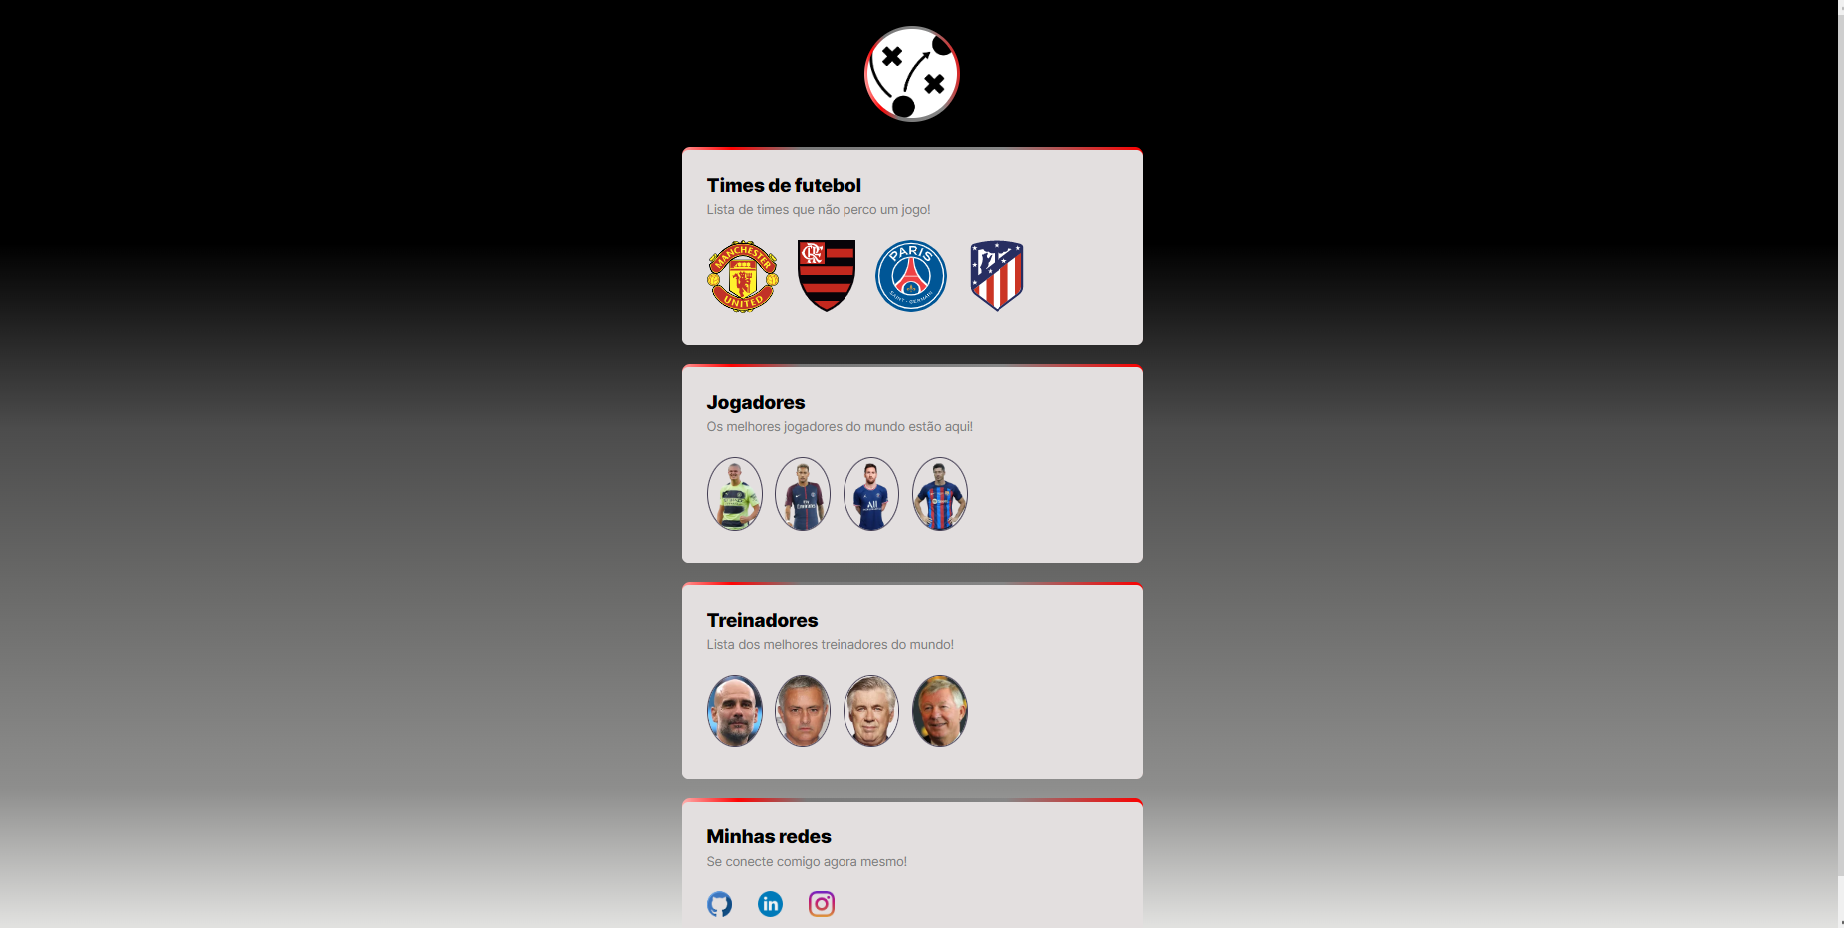 Times de futebol
Lista de times que não perco um jogo!
MANCHESTER
UNITED
PARIS
SAINT-GERMAIN
Jogadores
Os melhores jogadores do mundo estão aqui!
Treinadores
Lista dos melhores treinadores do mundo!
Minhas redes
Se conecte comigo agora mesmo!
in